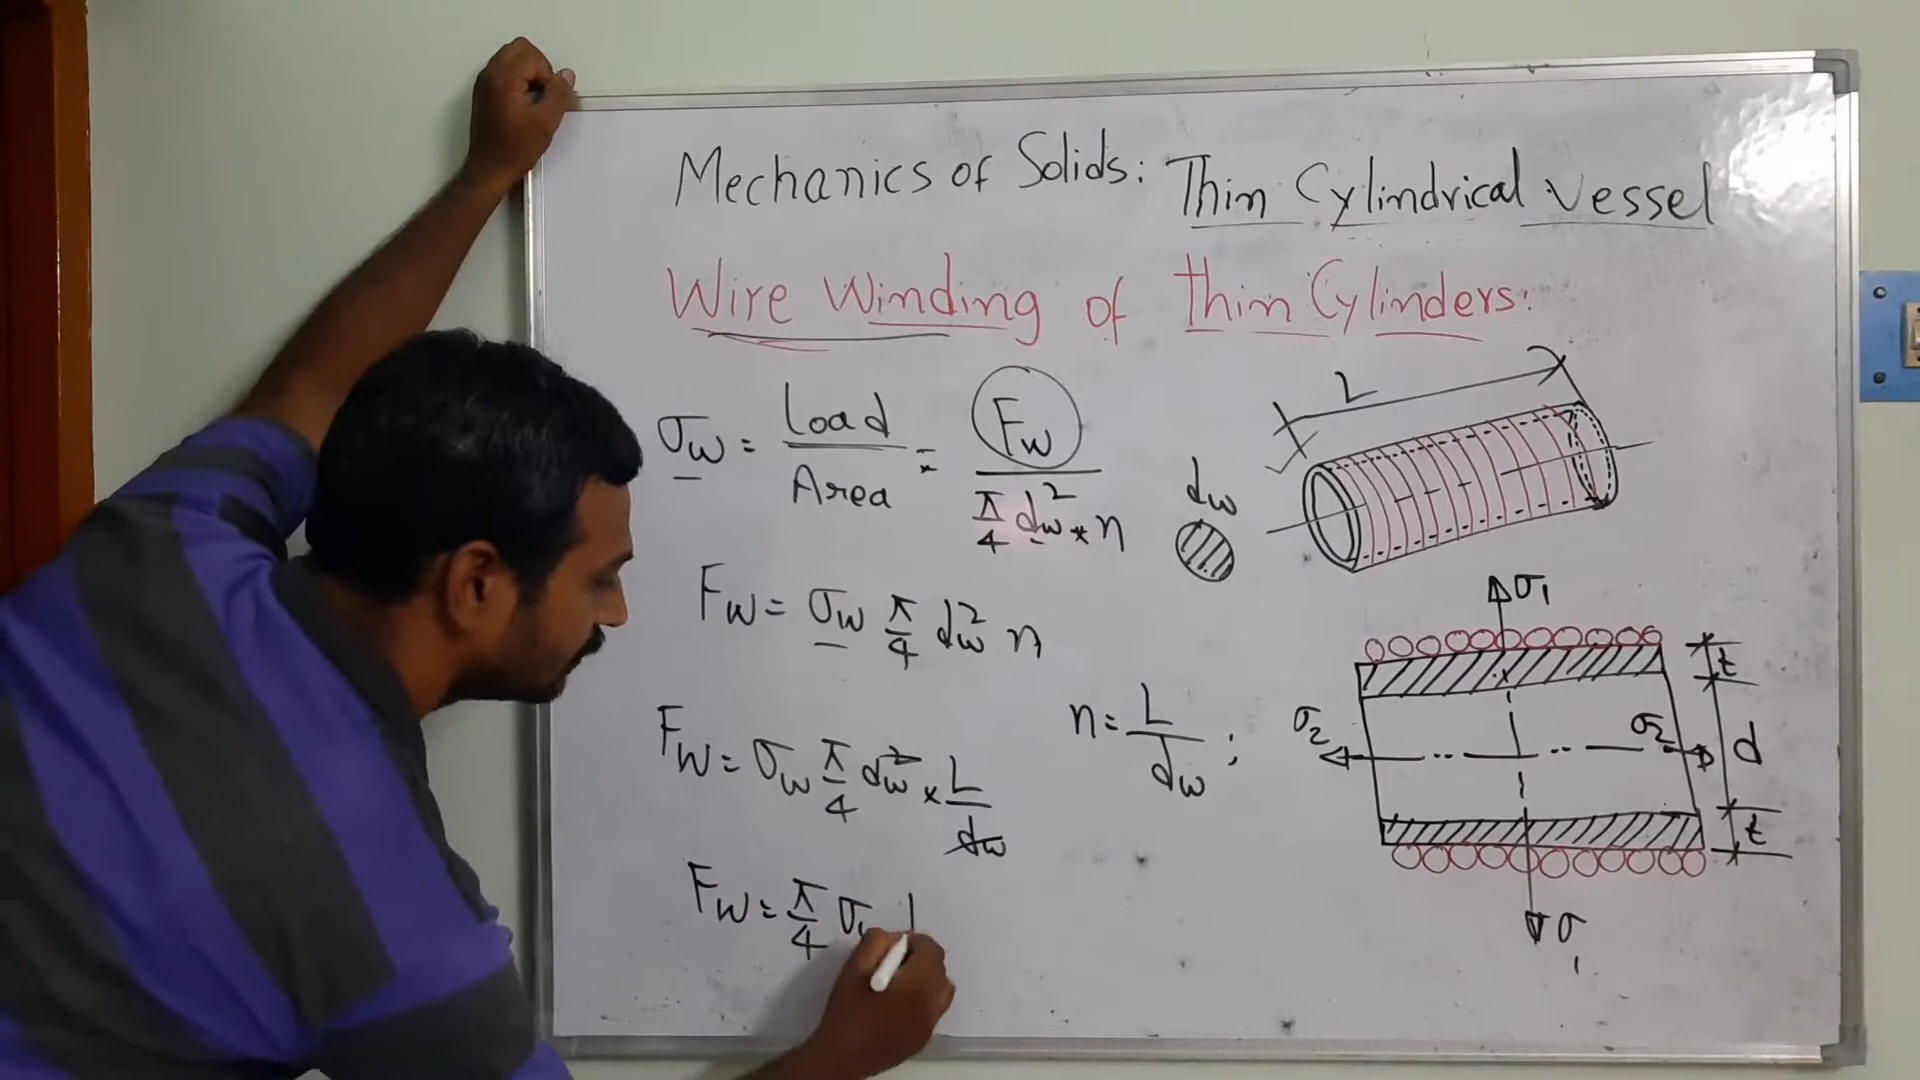 Mechanics of Solids: Thin Cylindrical Vessel
Wire Winding of Thin Cylinders:
σw = Load / Area = Fw / (π/4 dw² * n)
Fw = σw π/4 dw² n
Fw = σw π/4 dw² × L/dw
n = L/dw ;
Fw = π/4 σ
L
dw
σ1
t
σ2 σ2
d
t
σ1